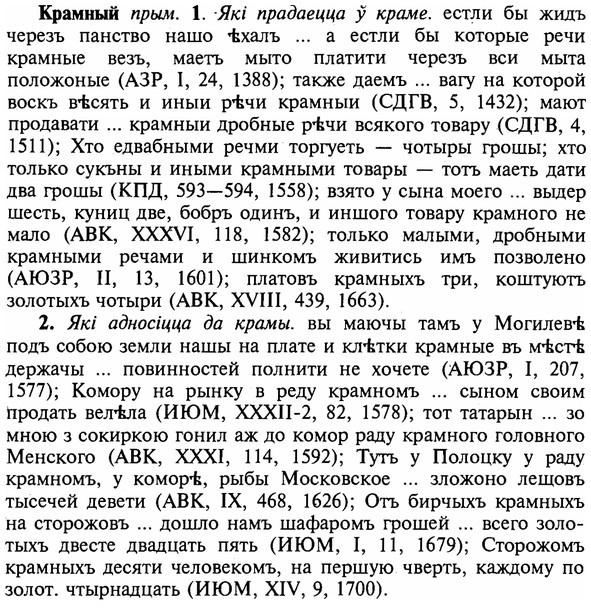 Крамный прым. 1. Які прадаецца ў краме. естли бы жидъ
черезъ панство нашо ѣхалъ ... а естли бы которые речи
крамные везъ, маетъ мыто платити черезъ вси мыта
положоные (АЗР, I, 24, 1388); также даемъ ... вагу на которой
воскъ вѣсять и иныи рѣчи крамныи (СДГВ, 5, 1432); мают
продавати ... крамныи дробные рѣчи всякого товару (СДГВ, 4,
1511); Хто едвабными речми торгуеть — чотыры грошы; хто
только сукъны и иными крамными товары — тотъ маеть дати
два грошы (КПД, 593—594, 1558); взято у сына моего ... выдер
шесть, куниц две, бобръ одинъ, и иншого товару крамного не
мало (АВК, XXXVI, 118, 1582); только малыми, дробными
крамными речами и шинкомъ живитись имъ позволено
(АЮЗР, II, 13, 1601); платовъ крамныхъ три, коштуютъ
золотыхъ чотыри (АВК, XVIII, 439, 1663).
2. Які адносіцца да крамы. вы маючы тамъ у Могилевѣ
подъ собою земли нашы на плате и клѣтки крамные въ мѣстѣ
держачы ... повинностей полнити не хочете (АЮЗР, I, 207,
1577); Комору на рынку в реду крамном ... сыном своим
продать велѣла (ИЮМ, XXXII-2, 82, 1578); тот татарын ... зо
мною з сокиркою гонил аж до комор раду крамного головного
Менского (АВК, XXXI, 114, 1592); Тутъ у Полоцку у раду
крамномъ, у коморѣ, рыбы Московское ... зложоно лещовъ
тысечей девети (АВК, IX, 468, 1626); Отъ бирчыхъ крамныхъ
на сторожовъ ... дошло намъ шафаромъ грошей ... всего золо-
тыхъ двесте двадцать пять (ИЮМ, I, 11, 1679); Сторожомъ
крамныхъ десяти человекомъ, на першую чверть, каждому по
золот. чтырнадцать (ИЮМ, XIV, 9, 1700).